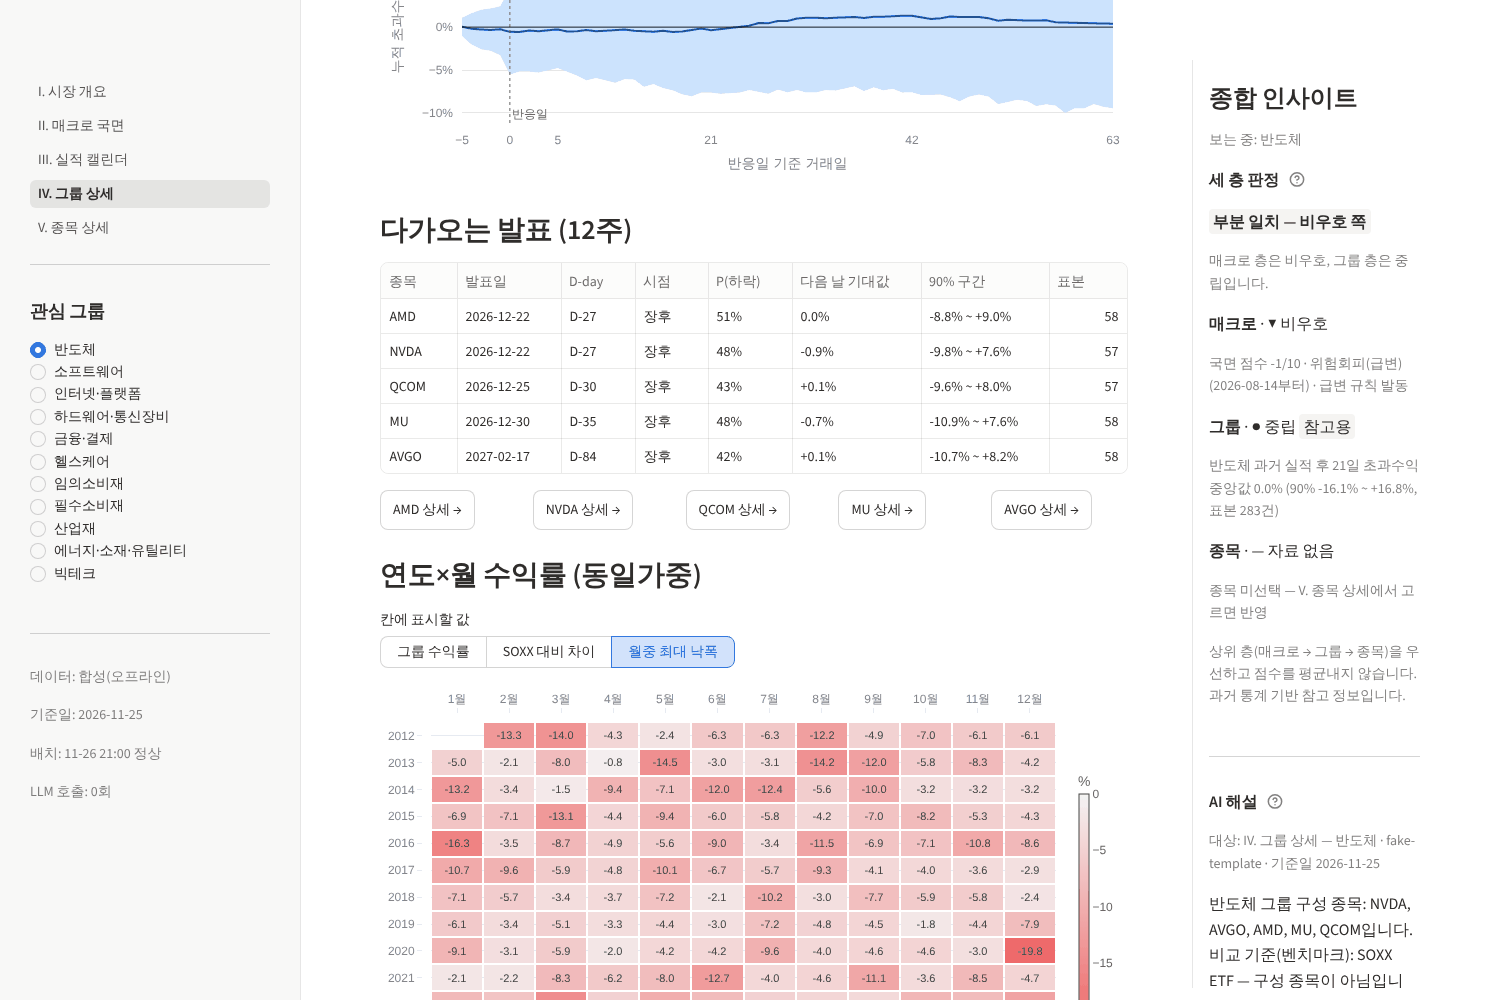 I. 시장 개요
II. 매크로 국면
III. 실적 캘린더
IV. 그룹 상세
V. 종목 상세
관심 그룹
반도체
소프트웨어
인터넷·플랫폼
하드웨어·통신장비
금융·결제
헬스케어
임의소비재
필수소비재
산업재
에너지·소재·유틸리티
빅테크
데이터: 합성(오프라인)
기준일: 2026-11-25
배치: 11-26 21:00 정상
LLM 호출: 0회
누적 초과수
0%
−5%
−10%
반응일
−5 0 5 21 42 63
반응일 기준 거래일
다가오는 발표 (12주)
종목 발표일 D-day 시점 P(하락) 다음 날 기대값 90% 구간 표본
AMD 2026-12-22 D-27 장후 51% 0.0% -8.8% ~ +9.0% 58
NVDA 2026-12-22 D-27 장후 48% -0.9% -9.8% ~ +7.6% 57
QCOM 2026-12-25 D-30 장후 43% +0.1% -9.6% ~ +8.0% 57
MU 2026-12-30 D-35 장후 48% -0.7% -10.9% ~ +7.6% 58
AVGO 2027-02-17 D-84 장후 42% +0.1% -10.7% ~ +8.2% 58
AMD 상세 → NVDA 상세 → QCOM 상세 → MU 상세 → AVGO 상세 →
연도×월 수익률 (동일가중)
칸에 표시할 값
그룹 수익률 SOXX 대비 차이 월중 최대 낙폭
1월 2월 3월 4월 5월 6월 7월 8월 9월 10월 11월 12월
2012 -13.3 -14.0 -4.3 -2.4 -6.3 -6.3 -12.2 -4.9 -7.0 -6.1 -6.1
2013 -5.0 -2.1 -8.0 -0.8 -14.5 -3.0 -3.1 -14.2 -12.0 -5.8 -8.3 -4.2
2014 -13.2 -3.4 -1.5 -9.4 -7.1 -12.0 -12.4 -5.6 -10.0 -3.2 -3.2 -3.2
2015 -6.9 -7.1 -13.1 -4.4 -9.4 -6.0 -5.8 -4.2 -7.0 -8.2 -5.3 -4.3
2016 -16.3 -3.5 -8.7 -4.9 -5.6 -9.0 -3.4 -11.5 -6.9 -7.1 -10.8 -8.6
2017 -10.7 -9.6 -5.9 -4.8 -10.1 -6.7 -5.7 -9.3 -4.1 -4.0 -3.6 -2.9
2018 -7.1 -5.7 -3.4 -3.7 -7.2 -2.1 -10.2 -3.0 -7.7 -5.9 -5.8 -2.4
2019 -6.1 -3.4 -5.1 -3.3 -4.4 -3.0 -7.2 -4.8 -4.5 -1.8 -4.4 -7.9
2020 -9.1 -3.1 -5.9 -2.0 -4.2 -4.2 -9.6 -4.0 -4.6 -4.6 -3.0 -19.8
2021 -2.1 -2.2 -8.3 -6.2 -8.0 -12.7 -4.0 -4.6 -11.1 -3.6 -8.5 -4.7
%
0
−5
−10
−15
종합 인사이트
보는 중: 반도체
세 층 판정
부분 일치 — 비우호 쪽
매크로 층은 비우호, 그룹 층은 중
립입니다.
매크로 · ▼ 비우호
국면 점수 -1/10 · 위험회피(급변)
(2026-08-14부터) · 급변 규칙 발동
그룹 · ● 중립 참고용
반도체 과거 실적 후 21일 초과수익
중앙값 0.0% (90% -16.1% ~ +16.8%,
표본 283건)
종목 · — 자료 없음
종목 미선택 — V. 종목 상세에서 고
르면 반영
상위 층(매크로 → 그룹 → 종목)을 우
선하고 점수를 평균내지 않습니다.
과거 통계 기반 참고 정보입니다.
AI 해설
대상: IV. 그룹 상세 — 반도체 · fake-
template · 기준일 2026-11-25
반도체 그룹 구성 종목: NVDA,
AVGO, AMD, MU, QCOM입니다.
비교 기준(벤치마크): SOXX
ETF — 구성 종목이 아님입니